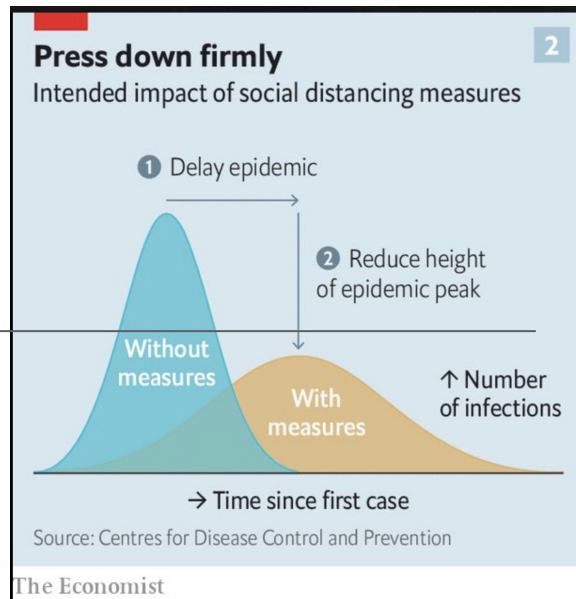 Press down firmly
2
Intended impact of social distancing measures
1 Delay epidemic
2 Reduce height
of epidemic peak
Without
measures
With
measures
↑ Number
of infections
→ Time since first case
Source: Centres for Disease Control and Prevention
The Economist